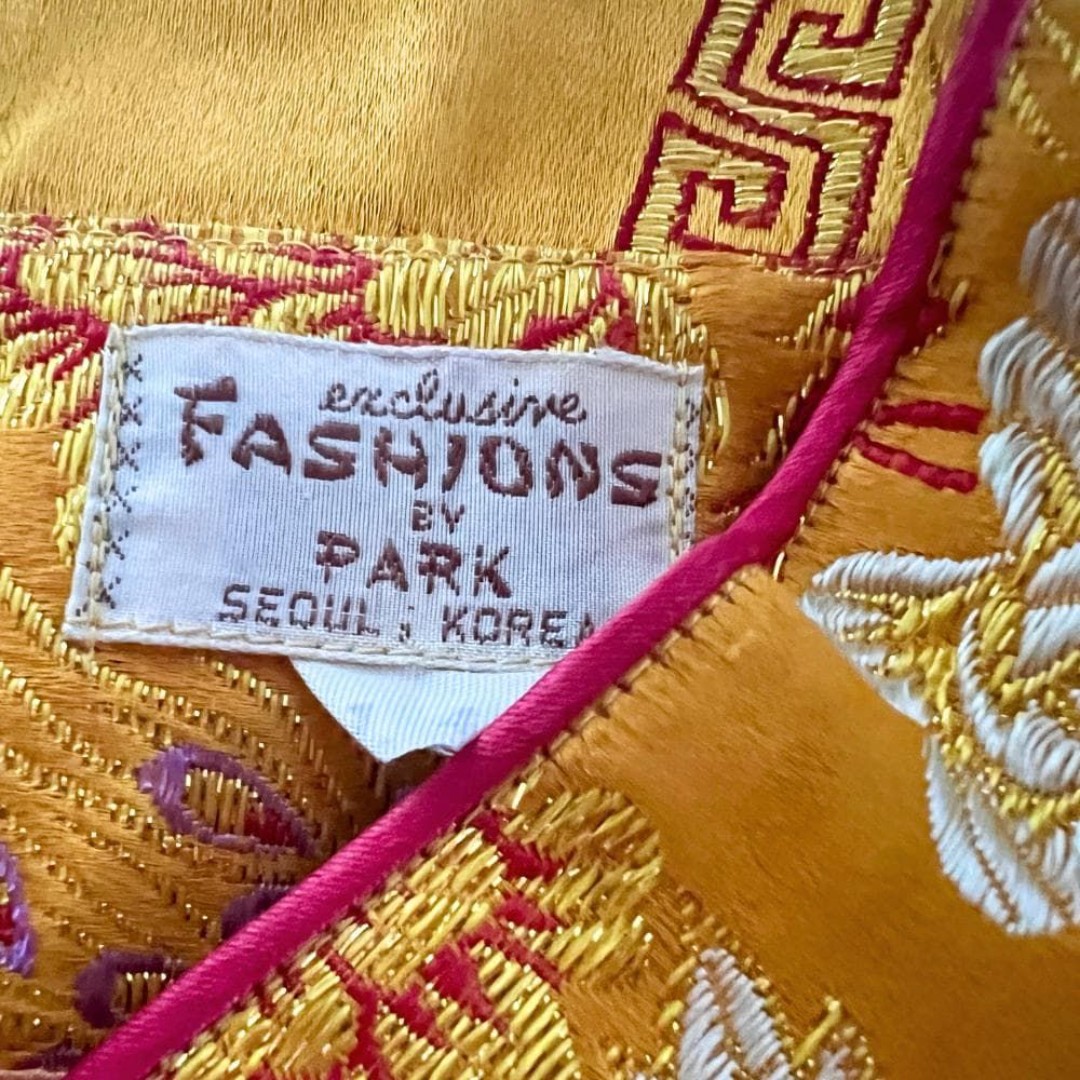 exclusive
FASHIONS
BY
PARK
SEOUL; KOREA